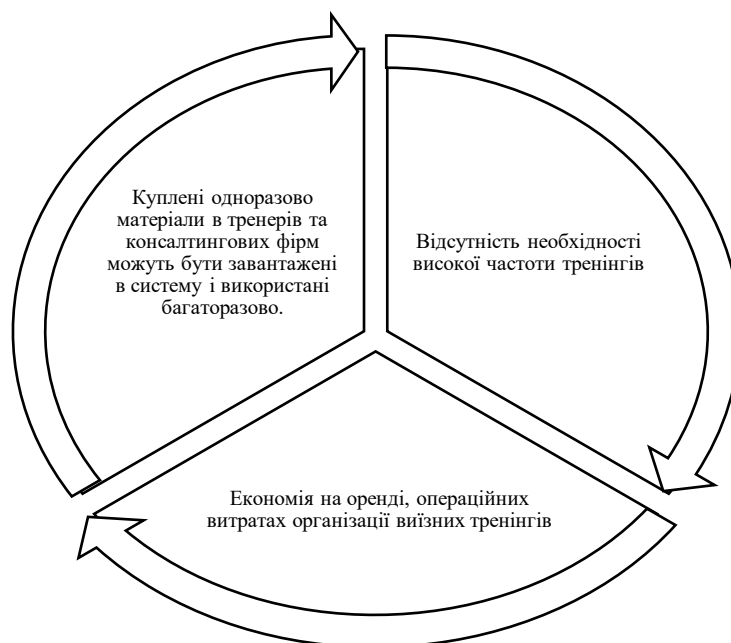 Куплені одноразово
матеріали в тренерів та
консалтингових фірм
можуть бути завантажені
в систему і використані
багаторазово.
Відсутність необхідності
високої частоти тренінгів
Економія на оренді, операційних
витратах організації виїзних тренінгів